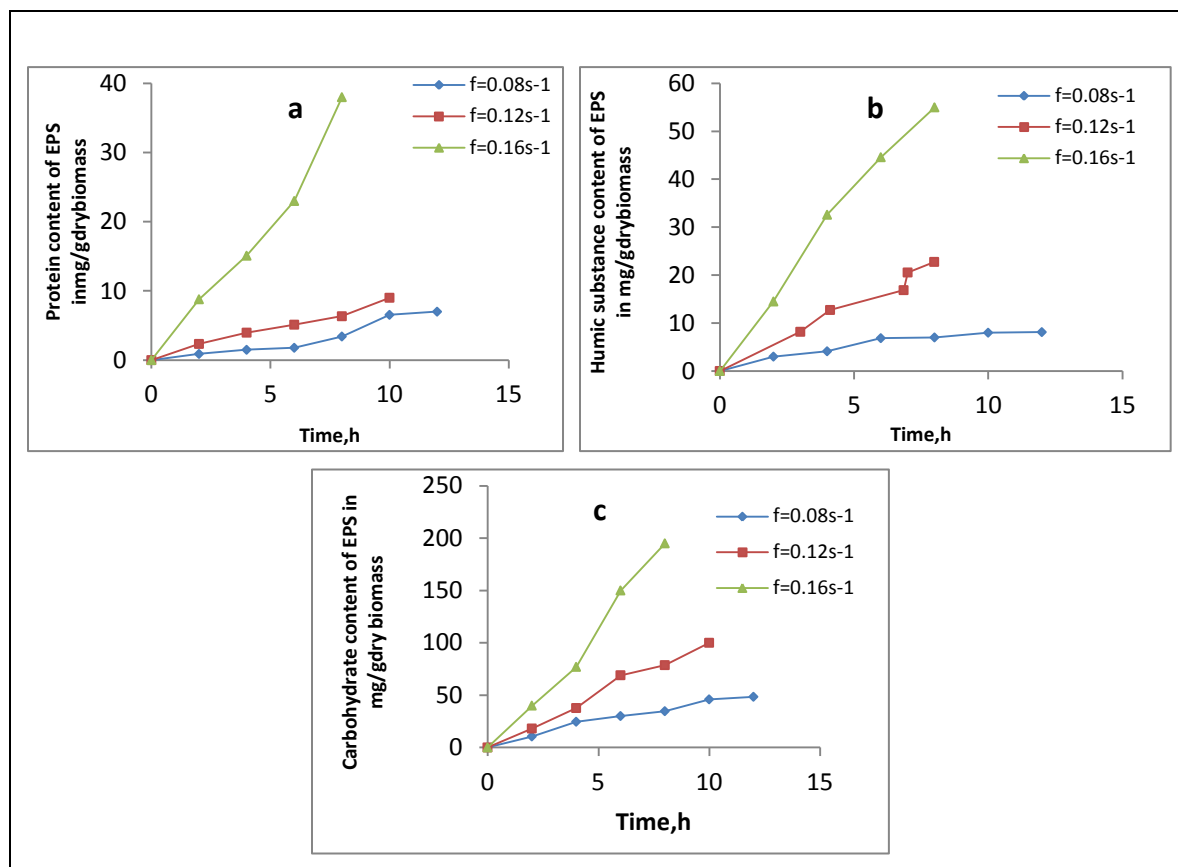 a
f=0.08s-1
f=0.12s-1
f=0.16s-1
Protein content of EPS
inmg/gdrybiomass
40
30
20
10
0
0 5 10 15
Time,h
b
f=0.08s-1
f=0.12s-1
f=0.16s-1
Humic substance content of EPS
in mg/gdrybiomass
60
50
40
30
20
10
0
0 5 10 15
Time,h
c
f=0.08s-1
f=0.12s-1
f=0.16s-1
Carbohydrate content of EPS in
mg/gdry biomass
250
200
150
100
50
0
0 5 10 15
Time,h